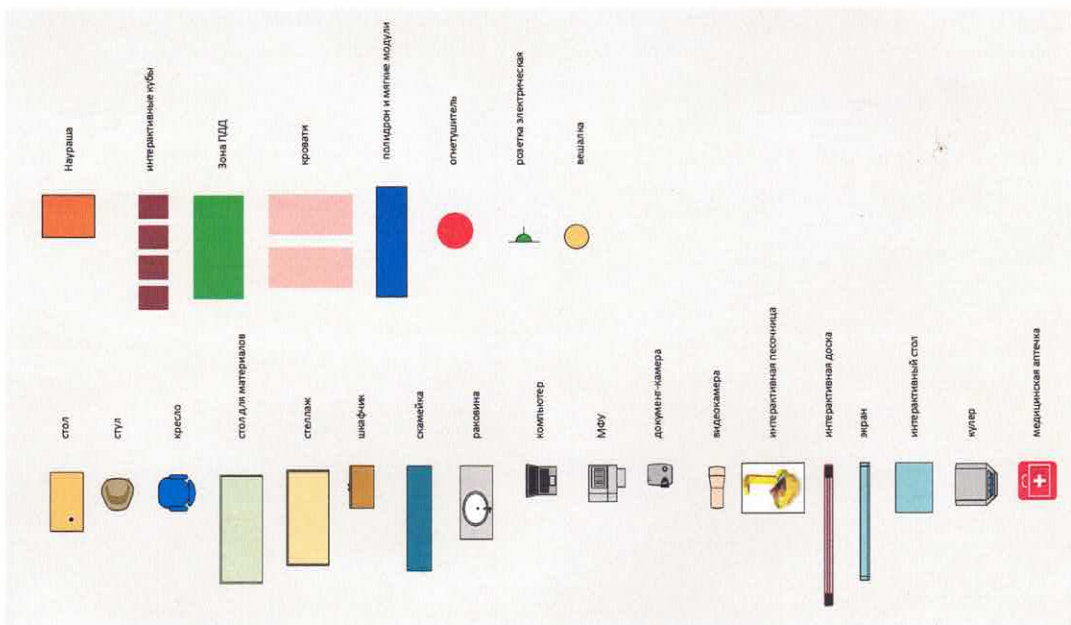 стол
стул
кресло
стол для материалов
стеллаж
шкафчик
скамейка
раковина
компьютер
МФУ
документ-камера
видеокамера
интерактивная песочница
интерактивная доска
экран
интерактивный стол
кулер
медицинская аптечка
Наураша
интерактивные кубы
Зона ПДД
кровати
полидрон и мягкие модули
огнетушитель
розетка электрическая
вешалка